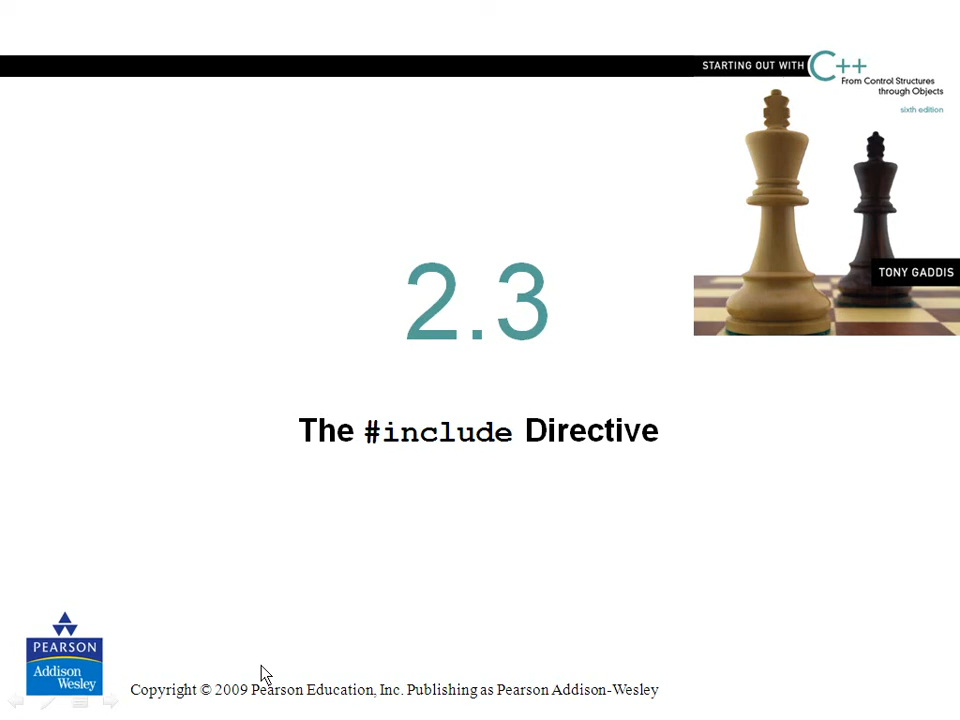 STARTING OUT WITH C++
From Control Structures
through Objects
sixth edition
TONY GADDIS
2.3
The #include Directive
PEARSON
Addison
Wesley
Copyright © 2009 Pearson Education, Inc. Publishing as Pearson Addison-Wesley